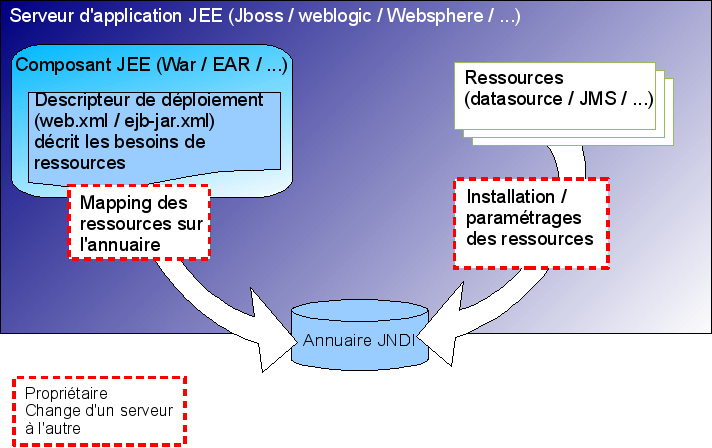 Serveur d'application JEE (Jboss / weblogic / Websphere / ...)
Composant JEE (War / EAR / ...)
Descripteur de déploiement
(web.xml / ejb-jar.xml)
décrit les besoins de
ressources
Mapping des
ressources sur
l'annuaire
Ressources
(datasource / JMS / ...)
Installation /
paramétrages
des ressources
Annuaire JNDI
Propriétaire
Change d'un serveur
à l'autre